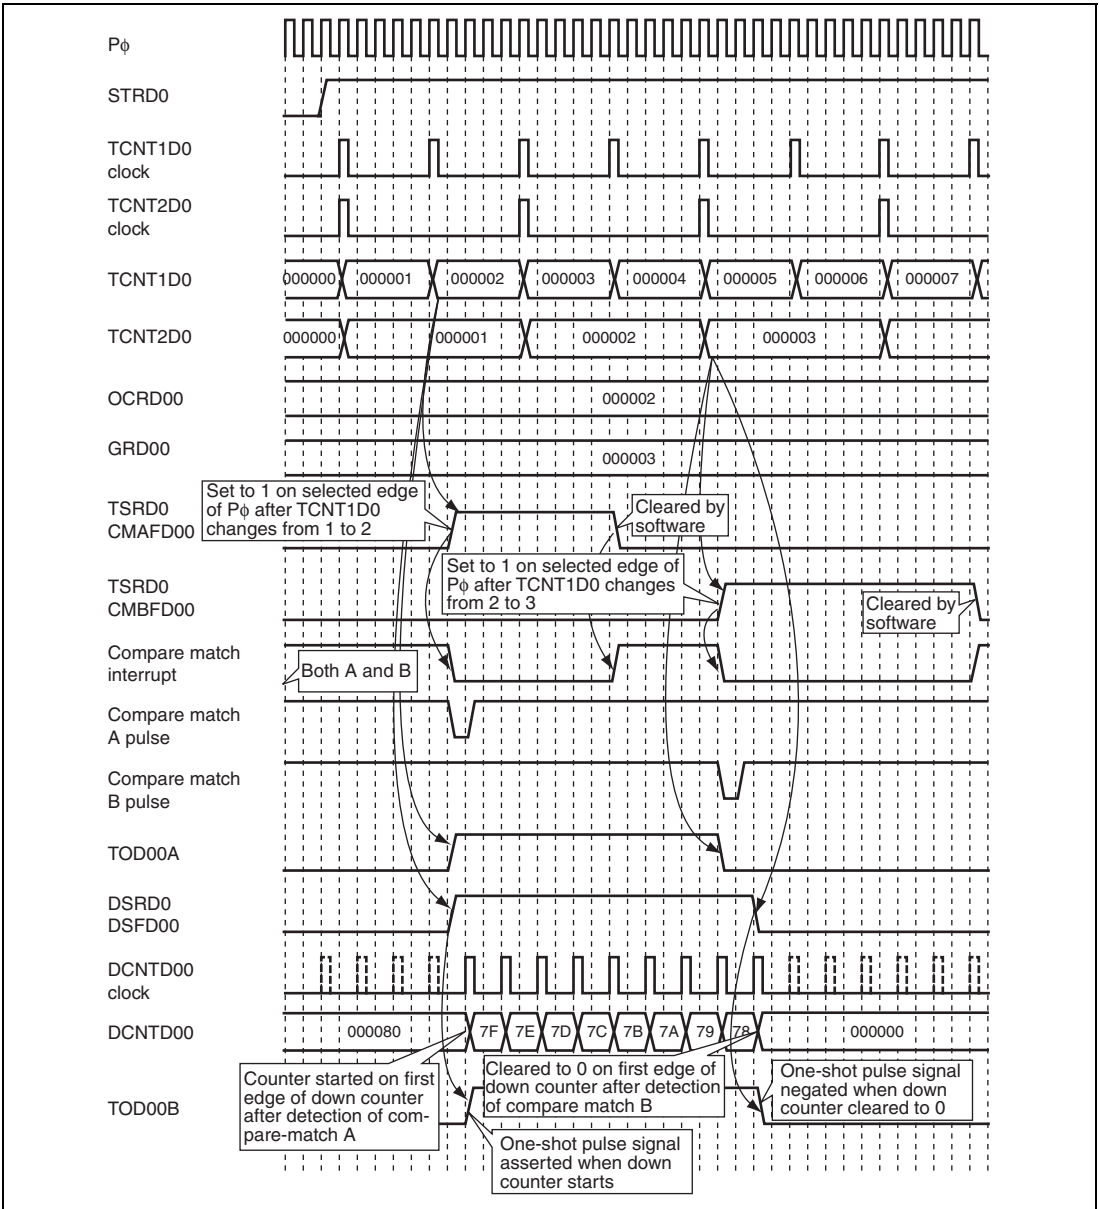 Pϕ
STRD0
TCNT1D0
clock
TCNT2D0
clock
TCNT1D0
000000 000001 000002 000003 000004 000005 000006 000007
TCNT2D0
000000 000001 000002 000003
OCRD00
000002
GRD00
000003
TSRD0
CMAFD00
Set to 1 on selected edge
of Pϕ after TCNT1D0
changes from 1 to 2
Cleared by
software
TSRD0
CMBFD00
Set to 1 on selected edge of
Pϕ after TCNT1D0 changes
from 2 to 3
Cleared by
software
Compare match
interrupt
Both A and B
Compare match
A pulse
Compare match
B pulse
TOD00A
DSRD0
DSFD00
DCNTD00
clock
DCNTD00
000080 7F 7E 7D 7C 7B 7A 79 78 000000
Counter started on first
edge of down counter
after detection of com-
pare-match A
Cleared to 0 on first edge of
down counter after detection
of compare match B
One-shot pulse signal
negated when down
counter cleared to 0
TOD00B
One-shot pulse signal
asserted when down
counter starts